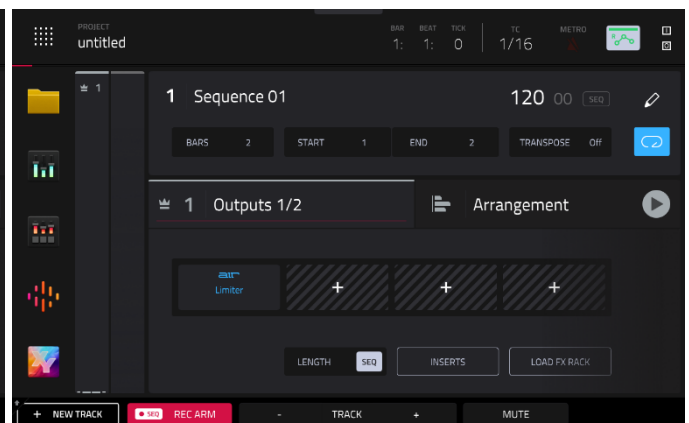 PROJECT
untitled
BAR BEAT TICK
1: 1: 0
TC
1/16
METRO
1
1 Sequence 01
120 00 SEQ
BARS 2 START 1 END 2 TRANSPOSE Off
1 Outputs 1/2
Arrangement
air
Limiter
+ + +
LENGTH SEQ INSERTS LOAD FX RACK
+ NEW TRACK SEQ REC ARM - TRACK + MUTE